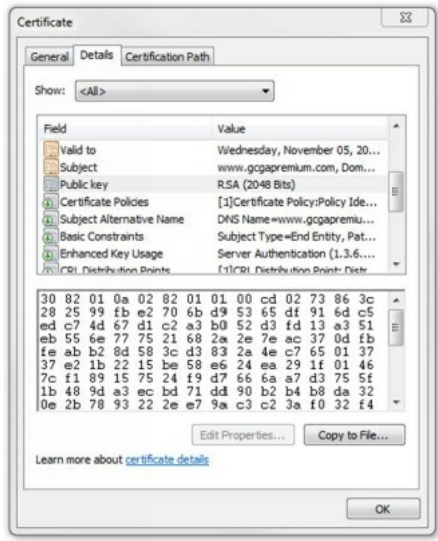 Certificate
General Details Certification Path
Show: <All>
Field Value
Valid to Wednesday, November 05, 20...
Subject www.gcgapremium.com, Dom...
Public key RSA (2048 Bits)
Certificate Policies [1]Certificate Policy:Policy Ide...
Subject Alternative Name DNS Name=www.gcgapremiu...
Basic Constraints Subject Type=End Entity, Pat...
Enhanced Key Usage Server Authentication (1.3.6....
CRL Distribution Points [1]CRL Distribution Point: Distr...
30 82 01 0a 02 82 01 01 00 cd 02 73 86 3c
28 25 99 fb e2 70 6b d9 53 65 df 91 6d c5
ed c7 4d 67 d1 c2 a3 b0 52 d3 fd 13 a3 51
eb 55 6e 77 75 21 68 2a 2e 7e ac 37 0d fb
fe ab b2 8d 58 3c d3 83 2a 4e c7 65 01 37
37 e2 1b 22 15 be 58 e6 24 ea 29 1f 01 46
7c f1 89 15 75 24 f9 d7 66 6a a7 d3 75 5f
1b 48 9d a3 ec bd 71 dd 90 b2 b4 b8 da 32
0e 2b 78 93 22 2e e7 9a c3 c2 3a f0 32 f4
Edit Properties... Copy to File...
Learn more about certificate details
OK